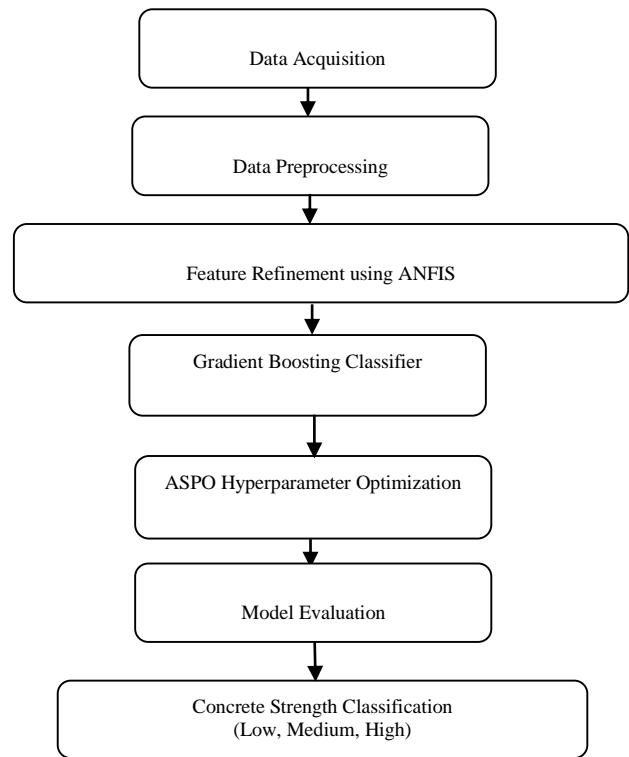 Data Acquisition
Data Preprocessing
Feature Refinement using ANFIS
Gradient Boosting Classifier
ASPO Hyperparameter Optimization
Model Evaluation
Concrete Strength Classification
(Low, Medium, High)